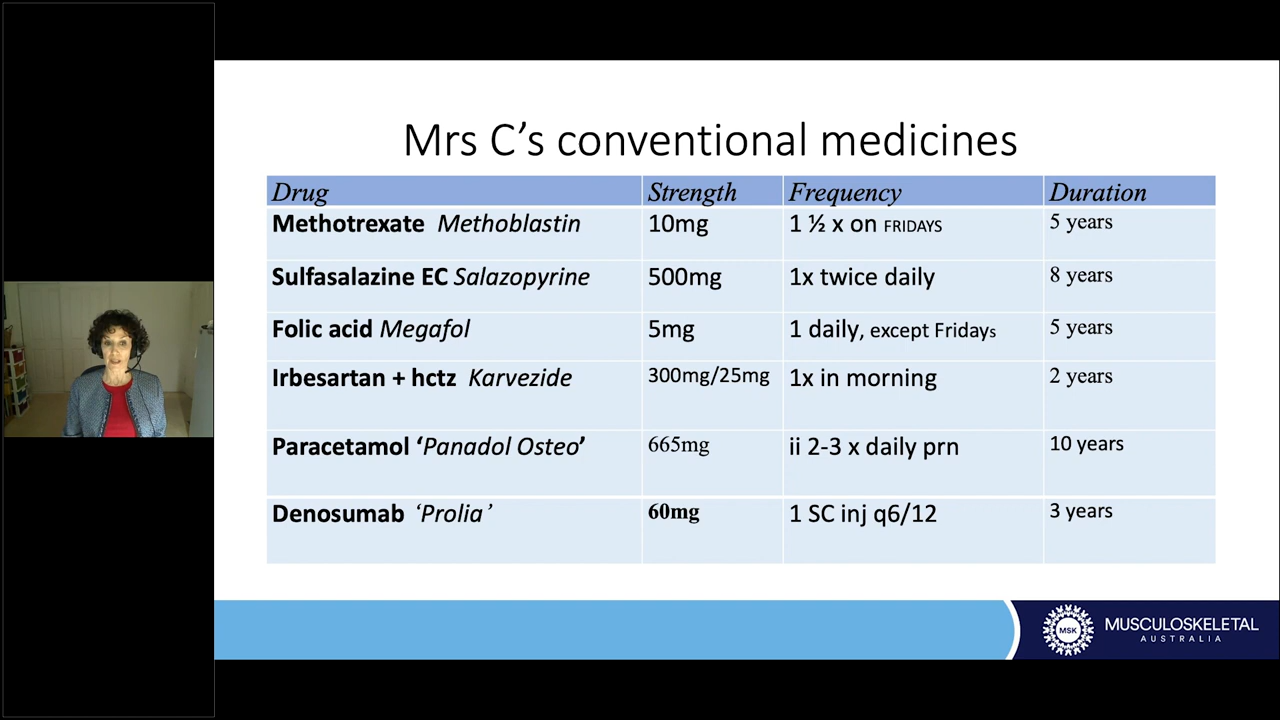 Mrs C’s conventional medicines
Drug Strength Frequency Duration
Methotrexate Methoblastin 10mg 1 ½ x on FRIDAYS 5 years
Sulfasalazine EC Salazopyrine 500mg 1x twice daily 8 years
Folic acid Megafol 5mg 1 daily, except Fridays 5 years
Irbesartan + hctz Karvezide 300mg/25mg 1x in morning 2 years
Paracetamol ‘Panadol Osteo’ 665mg ii 2-3 x daily prn 10 years
Denosumab ‘Prolia’ 60mg 1 SC inj q6/12 3 years
MSK
MUSCULOSKELETAL
AUSTRALIA